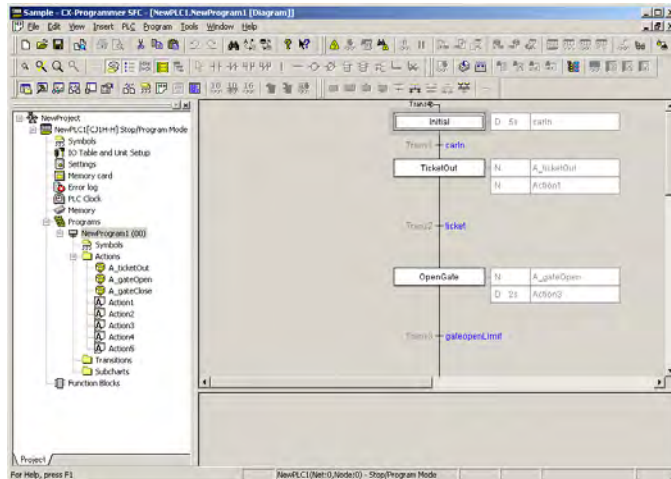 Sample - CX-Programmer SFC - [NewPLC1.NewProgram1 [Diagram]]
File Edit View Insert PLC Program Tools Window Help
NewProject
NewPLC1[CJ1H-H] Stop/Program Mode
Symbols
IO Table and Unit Setup
Settings
Memory card
Error log
PLC Clock
Memory
Programs
NewProgram1 (00)
Symbols
Actions
A_ticketOut
A_gateOpen
A_gateClose
Action1
Action2
Action3
Action4
Action5
Transitions
Subcharts
Function Blocks
Project
Initial D 5s carIn
Trans1 carIn
TicketOut N A_ticketOut
N Action1
Trans2 ticket
OpenGate N A_gateOpen
D 2s Action3
Trans3 gateopenLimit
For Help, press F1
NewPLC1(Net:0,Node:0) - Stop/Program Mode